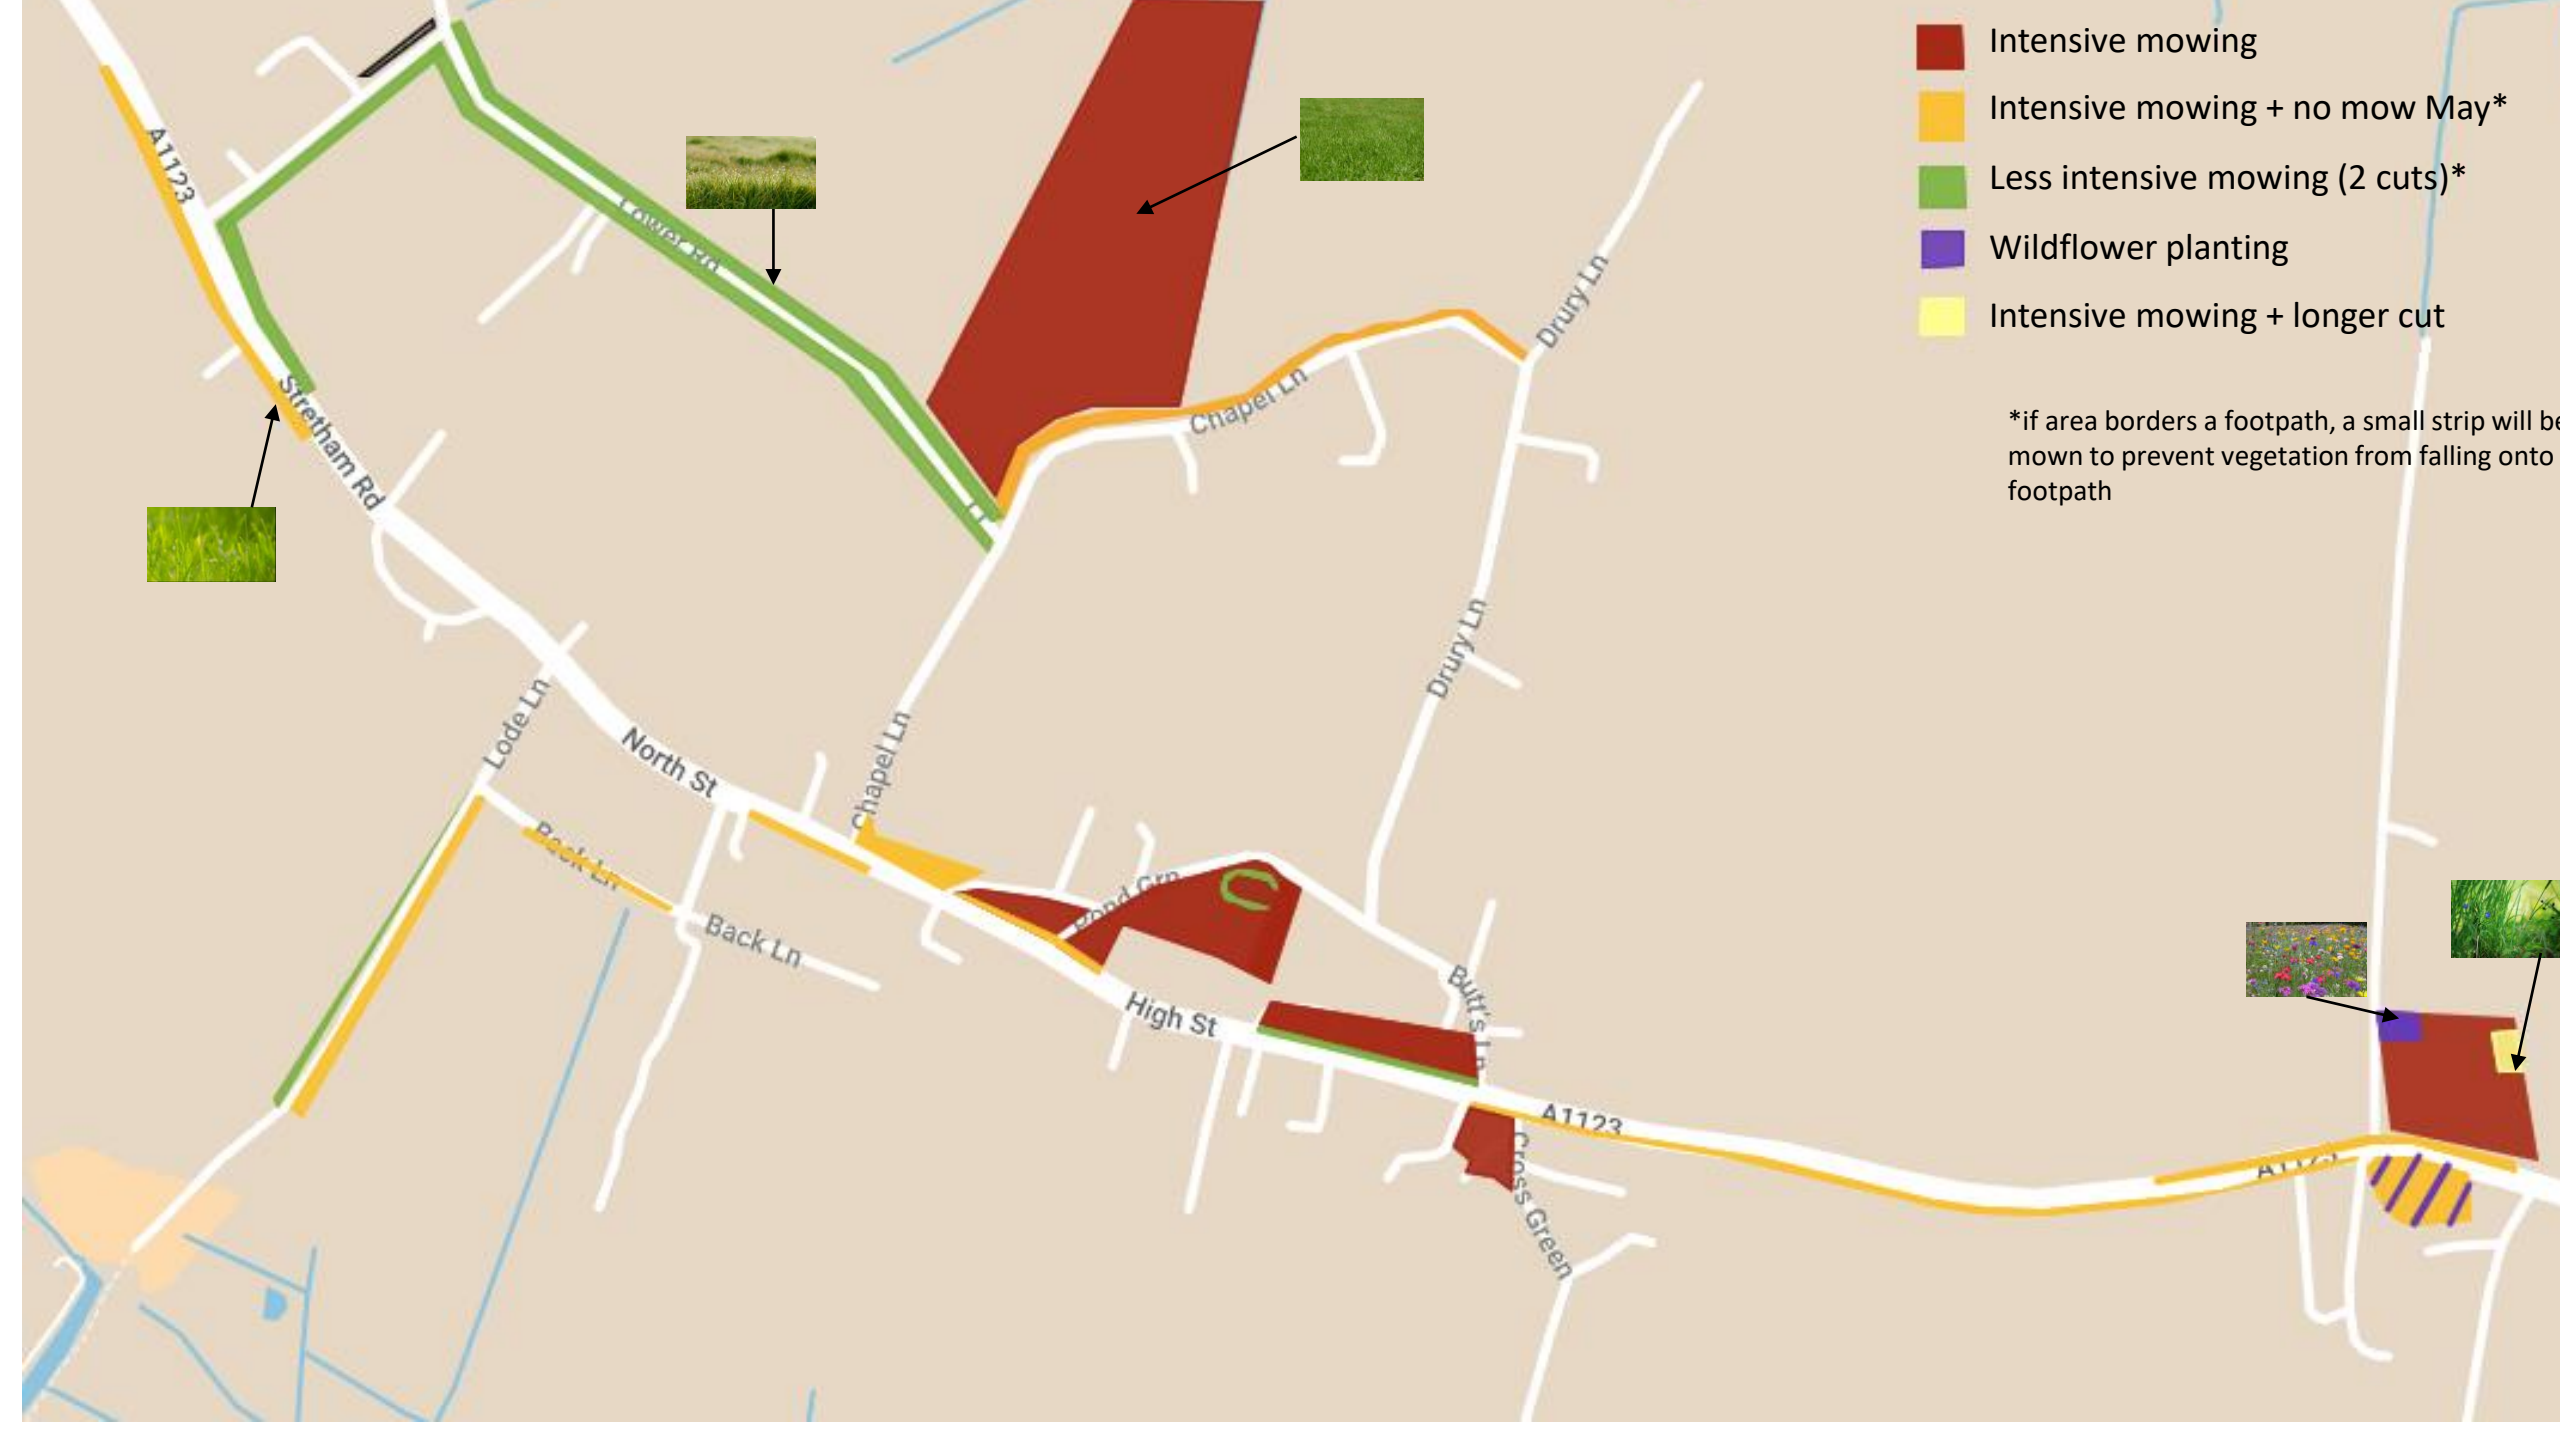 Intensive mowing
Intensive mowing + no mow May*
Less intensive mowing (2 cuts)*
Wildflower planting
Intensive mowing + longer cut
*if area borders a footpath, a small strip will be
mown to prevent vegetation from falling onto
footpath
A1123
Lower Rd
Stretham Rd
Chapel Ln
Drury Ln
Drury Ln
Lode Ln
North St
Chapel Ln
Back Ln
Back Ln
Pond Grn
High St
Butt's Ln
A1123
Cross Green
A1123